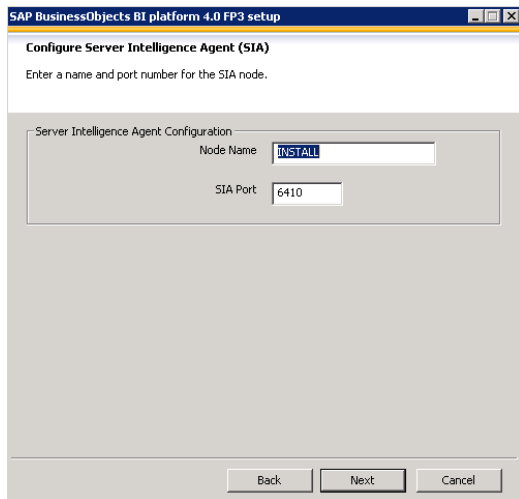 SAP BusinessObjects BI platform 4.0 FP3 setup
Configure Server Intelligence Agent (SIA)
Enter a name and port number for the SIA node.
Server Intelligence Agent Configuration
Node Name INSTALL
SIA Port 6410
Back Next Cancel